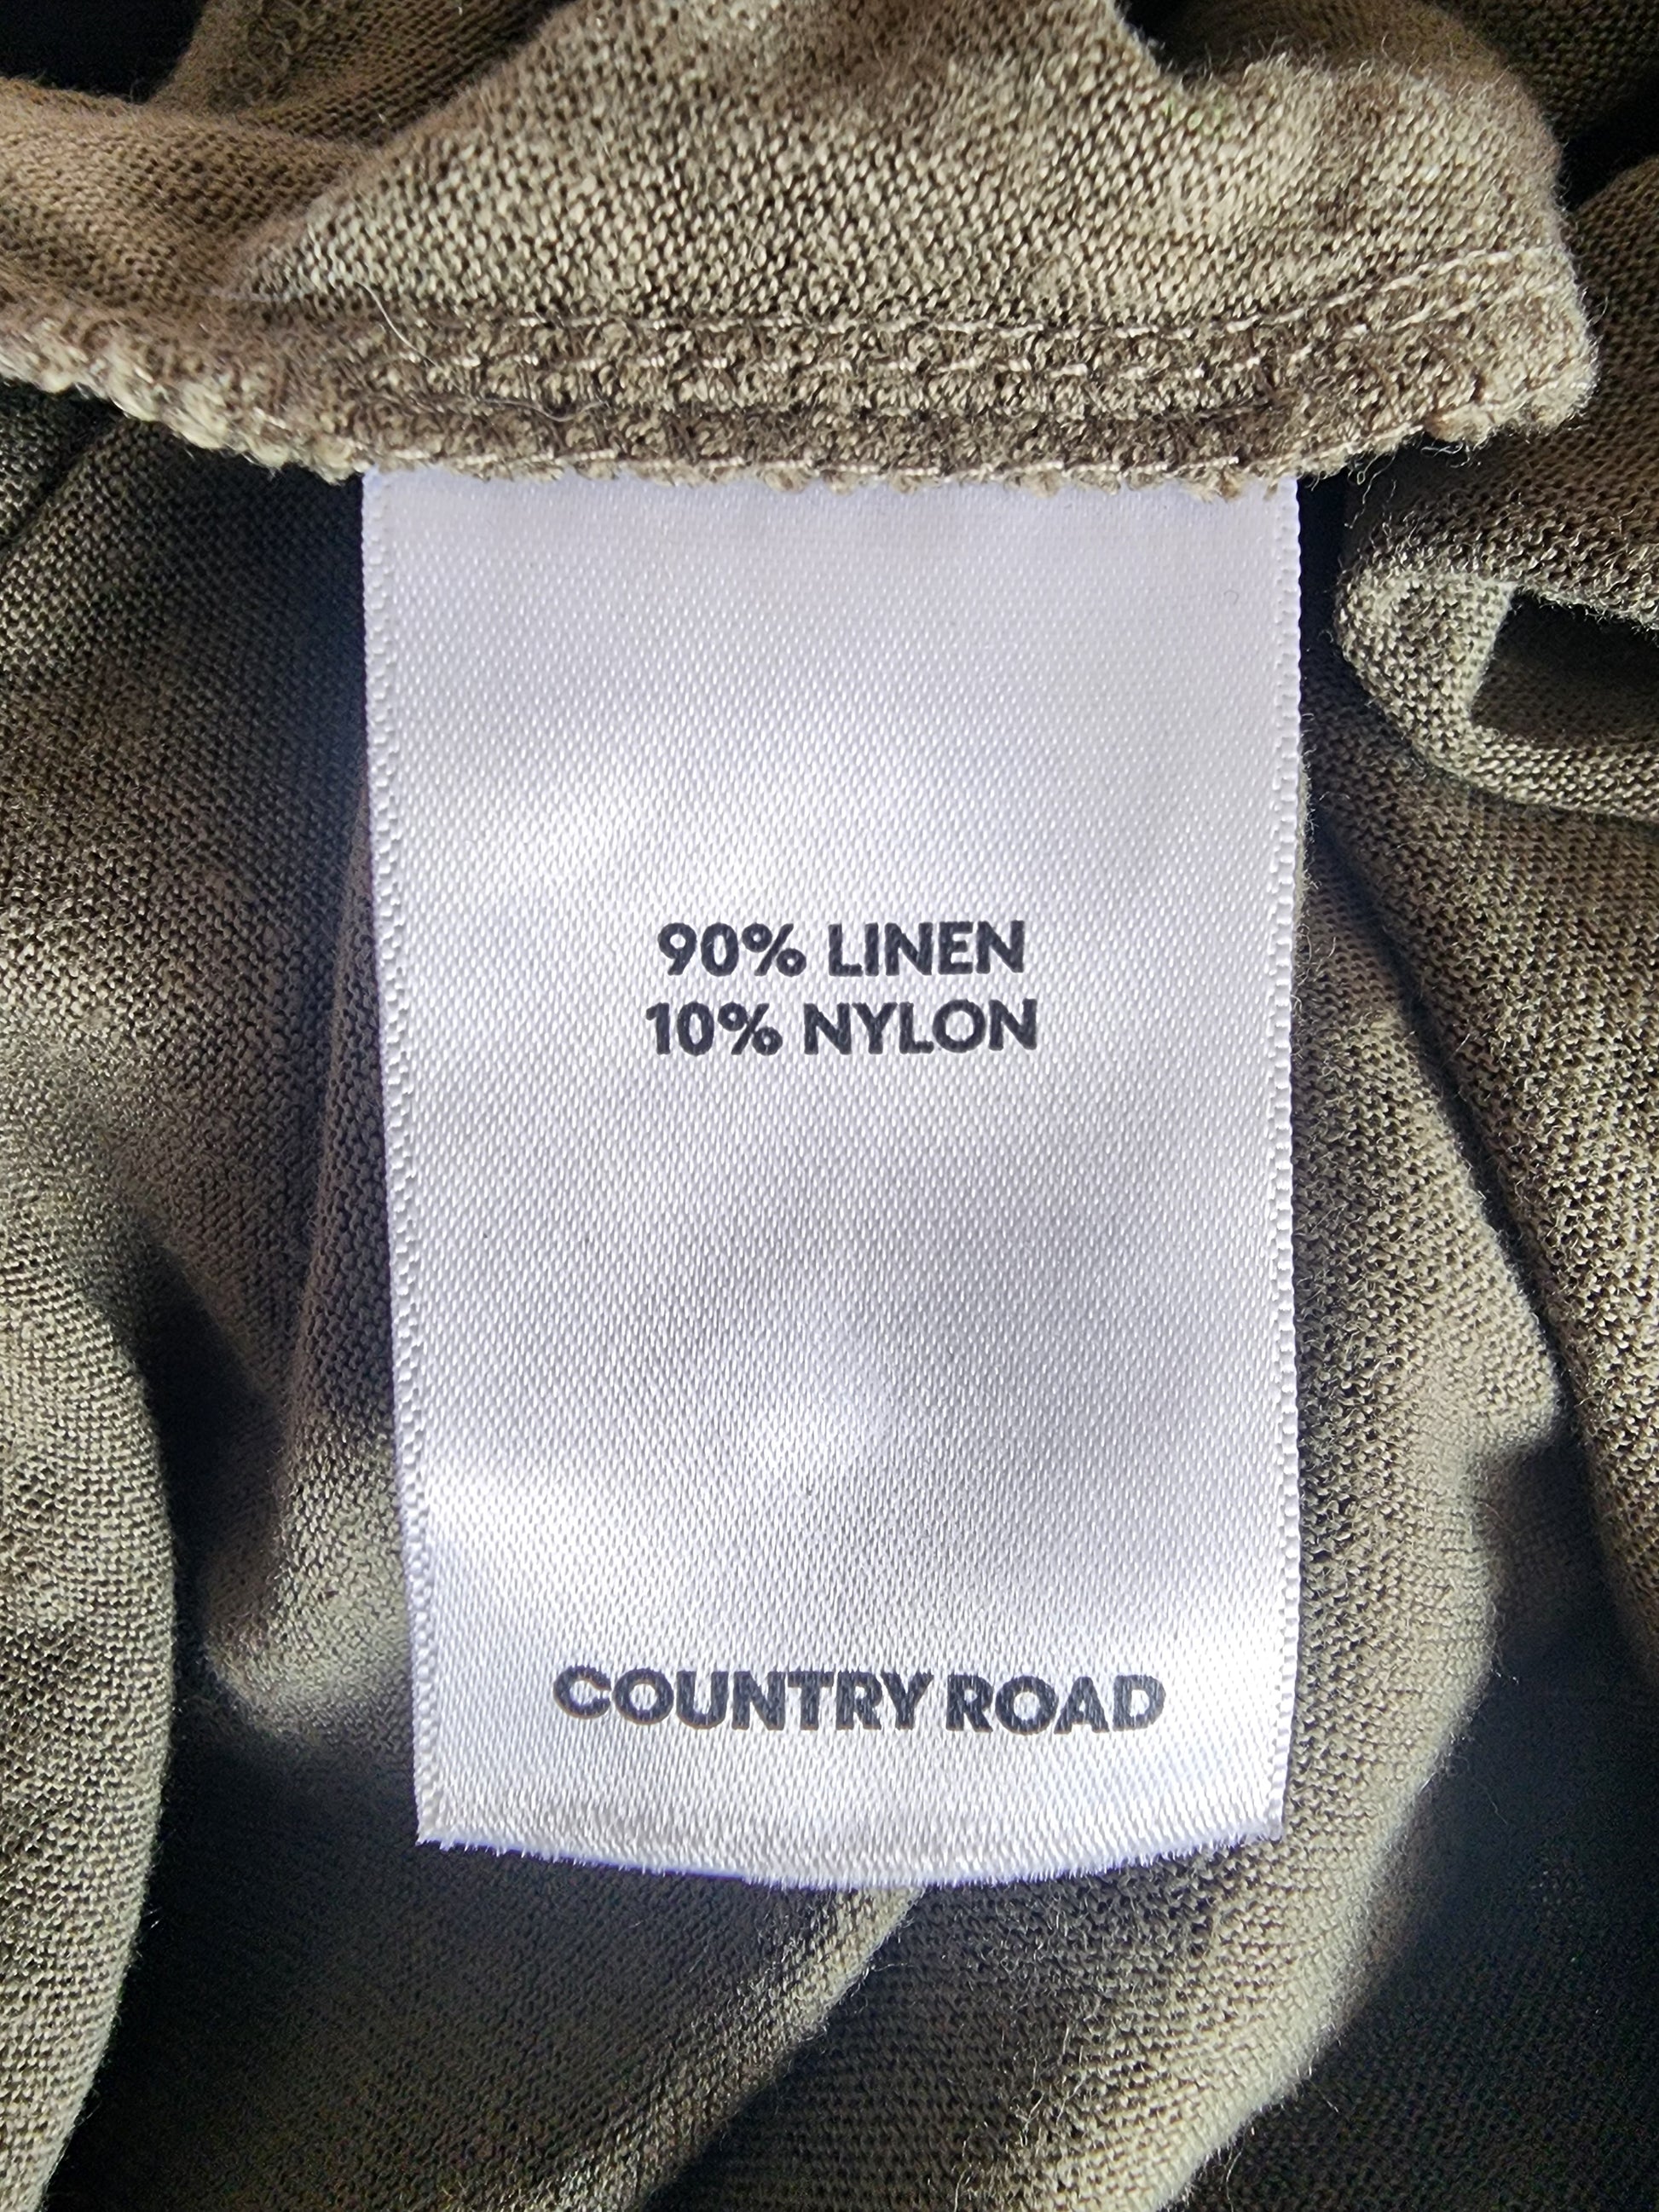 90% LINEN
10% NYLON
COUNTRY ROAD